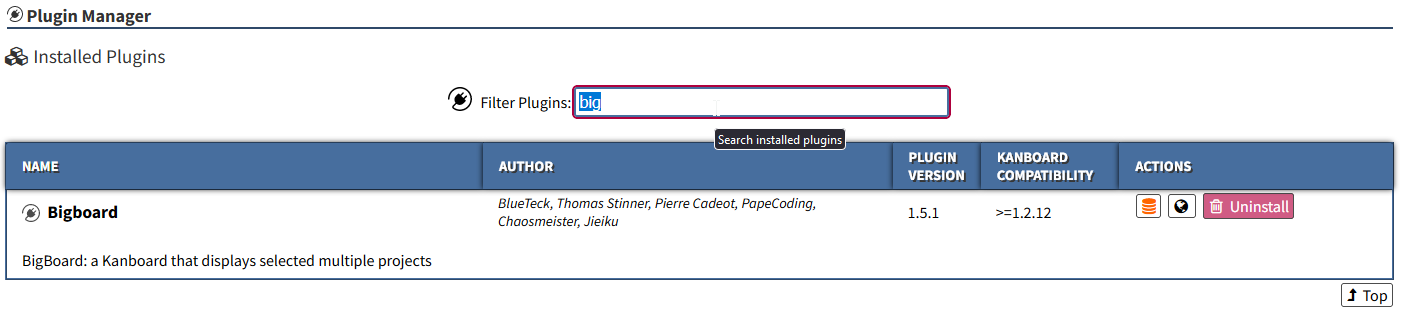 Plugin Manager
Installed Plugins
Filter Plugins: big
Search installed plugins
NAME
AUTHOR
PLUGIN
VERSION
KANBOARD
COMPATIBILITY
ACTIONS
Bigboard
BlueTeck, Thomas Stinner, Pierre Cadeot, PapeCoding,
Chaosmeister, Jieiku
1.5.1
>=1.2.12
Uninstall
BigBoard: a Kanboard that displays selected multiple projects
Top